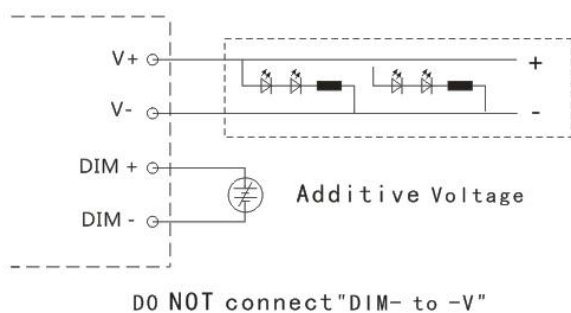 V+
+
V-
-
DIM +
Additive Voltage
DIM -
DO NOT connect"DIM- to -V"